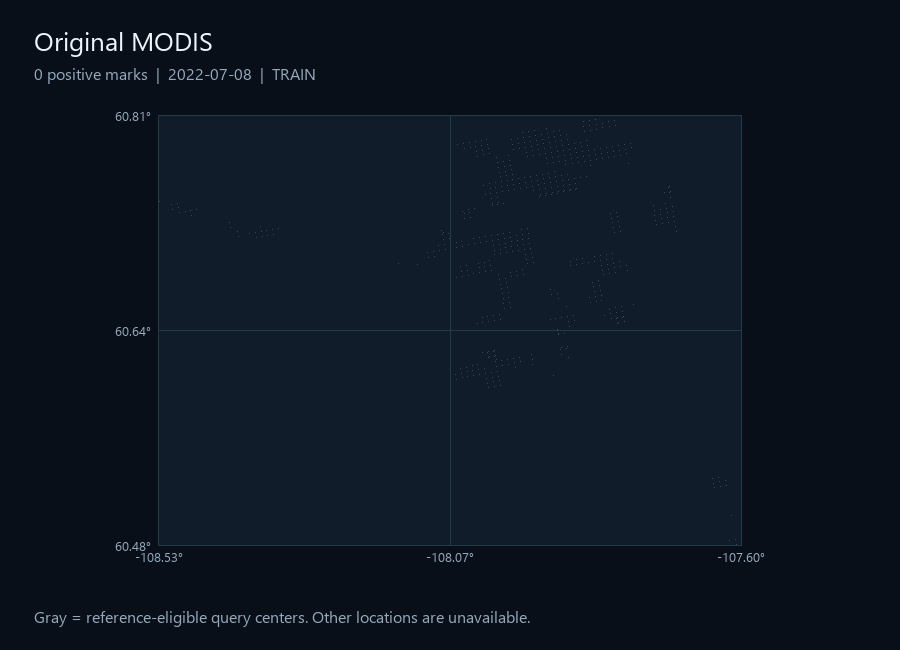 Original MODIS
0 positive marks | 2022-07-08 | TRAIN
60.81°
60.64°
60.48°
-108.53° -108.07° -107.60°
Gray = reference-eligible query centers. Other locations are unavailable.